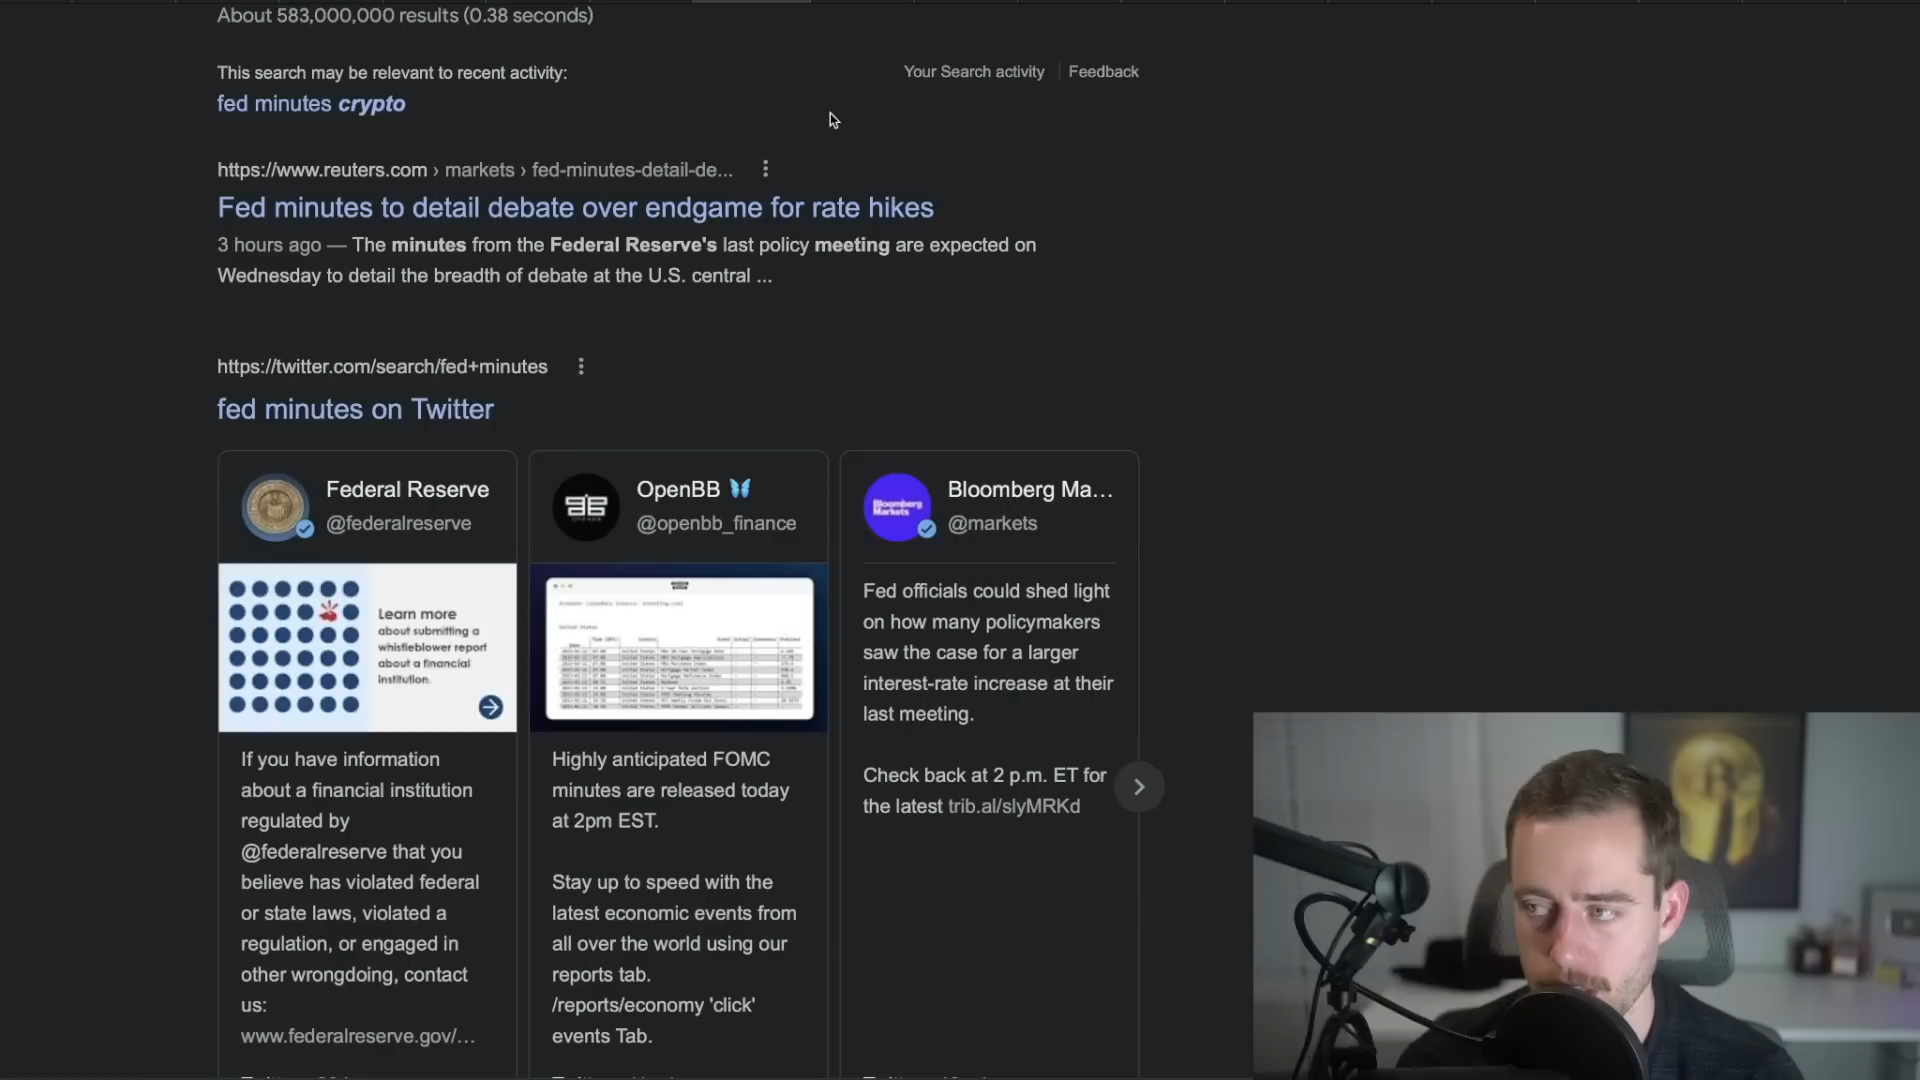 About 583,000,000 results (0.38 seconds)
This search may be relevant to recent activity:
Your Search activity
Feedback
fed minutes crypto
https://www.reuters.com › markets › fed-minutes-detail-de...
Fed minutes to detail debate over endgame for rate hikes
3 hours ago — The minutes from the Federal Reserve's last policy meeting are expected on
Wednesday to detail the breadth of debate at the U.S. central ...
https://twitter.com/search/fed+minutes
fed minutes on Twitter
Federal Reserve
@federalreserve
Learn more
about submitting a
whistleblower report
about a financial
institution.
If you have information
about a financial institution
regulated by
@federalreserve that you
believe has violated federal
or state laws, violated a
regulation, or engaged in
other wrongdoing, contact
us:
www.federalreserve.gov/...
OpenBB
@openbb_finance
Highly anticipated FOMC
minutes are released today
at 2pm EST.
Stay up to speed with the
latest economic events from
all over the world using our
reports tab.
/reports/economy 'click'
events Tab.
Bloomberg Markets
Bloomberg Ma...
@markets
Fed officials could shed light
on how many policymakers
saw the case for a larger
interest-rate increase at their
last meeting.
Check back at 2 p.m. ET for
the latest trib.al/slyMRKd